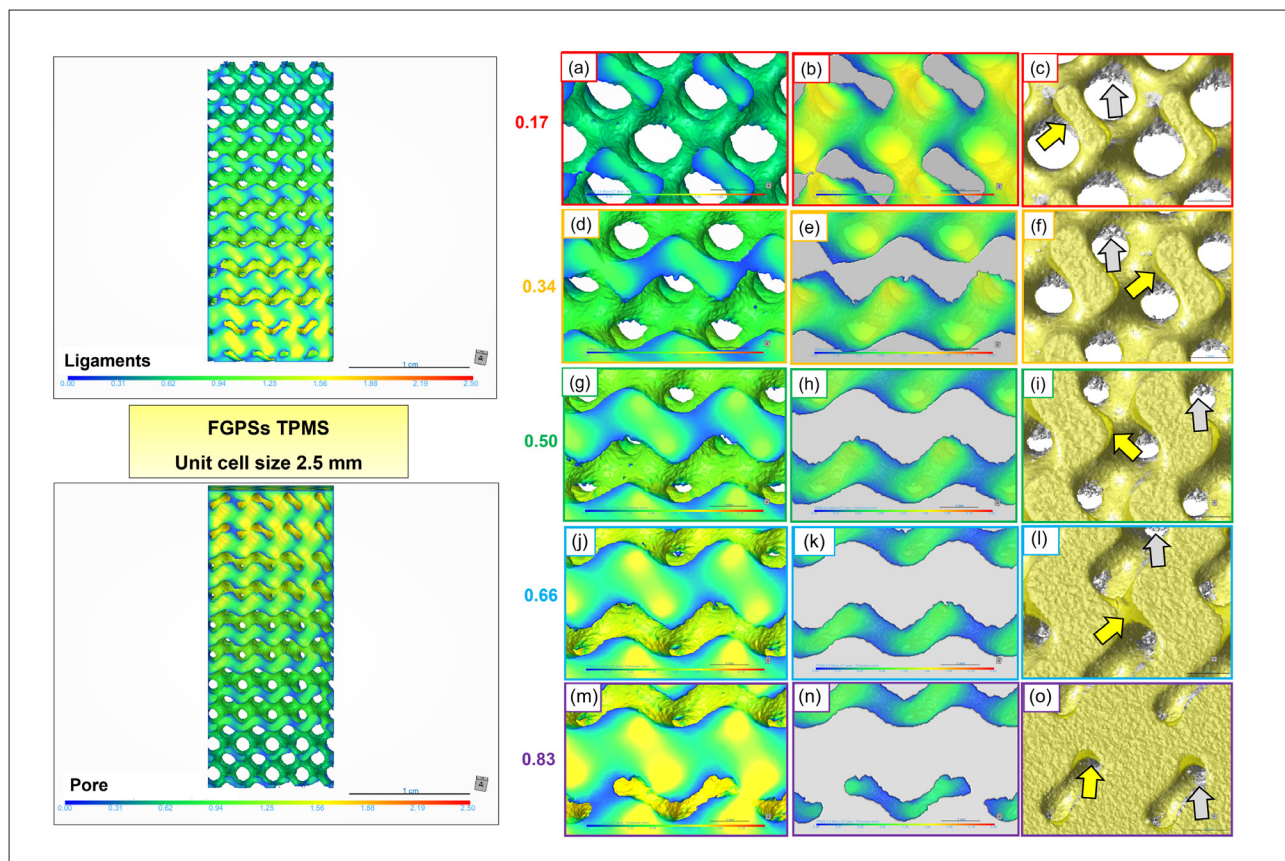 Ligaments
1 cm
0.00 0.31 0.62 0.94 1.25 1.56 1.88 2.19 2.50
FGPSs TPMS
Unit cell size 2.5 mm
Pore
1 cm
0.00 0.31 0.62 0.94 1.25 1.56 1.88 2.19 2.50
(a) (b) (c)
0.17
(d) (e) (f)
0.34
(g) (h) (i)
0.50
(j) (k) (l)
0.66
(m) (n) (o)
0.83